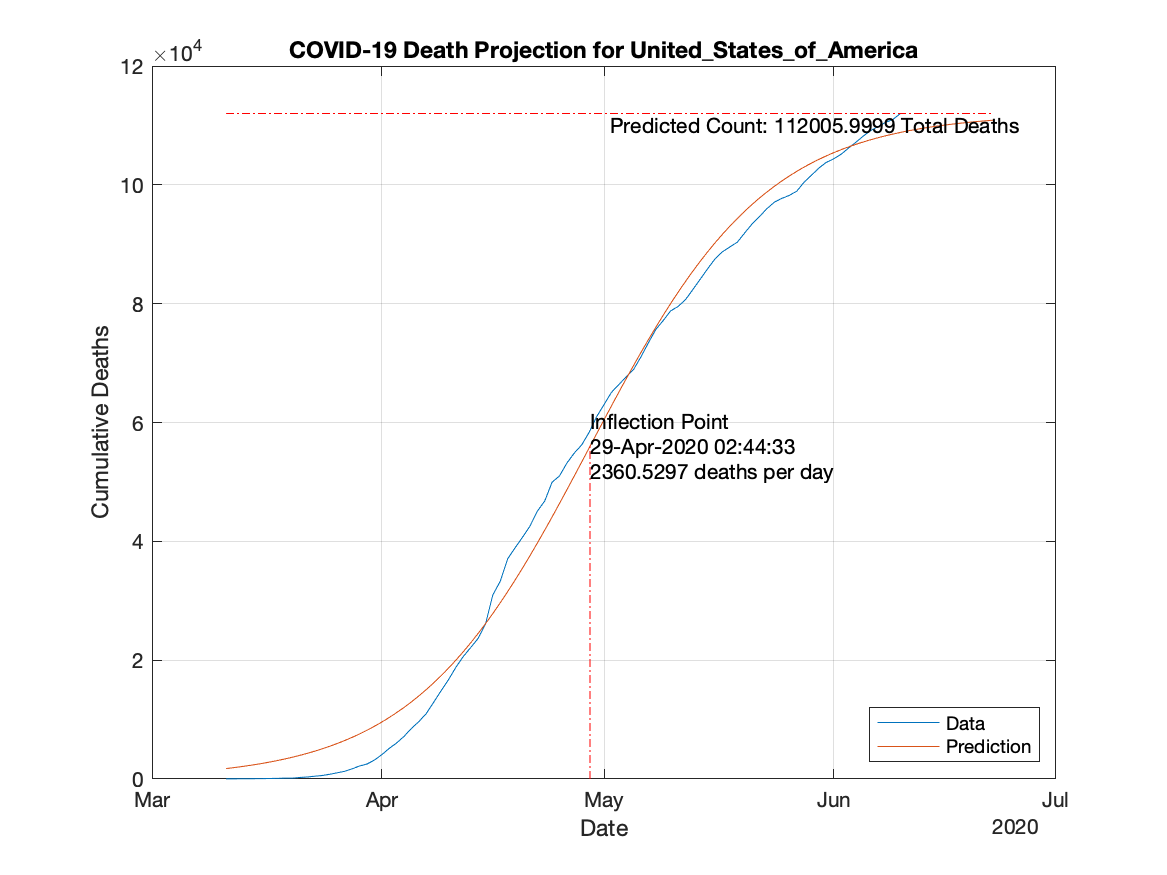 COVID-19 Death Projection for United_States_of_America
×10⁴
12
10
8
6
4
2
0
Cumulative Deaths
Predicted Count: 112005.9999 Total Deaths
Inflection Point
29-Apr-2020 02:44:33
2360.5297 deaths per day
Data
Prediction
Mar Apr May Jun Jul
Date
2020